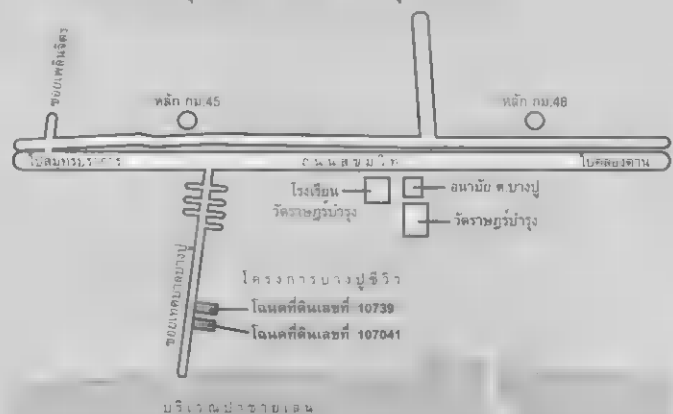 ซอยเพลินจิตร
หลัก กม.45
หลัก กม.46
ไปสมุทรปราการ
ถนนสุขุมวิท
ไปคลองด่าน
โรงเรียน
วัดราษฎร์บำรุง
อนามัย ต.บางปู
วัดราษฎร์บำรุง
ซอยเทศบาลบางปู
โครงการบางปูซีวิว
โฉนดที่ดินเลขที่ 10739
โฉนดที่ดินเลขที่ 107041
บริเวณป่าชายเลน